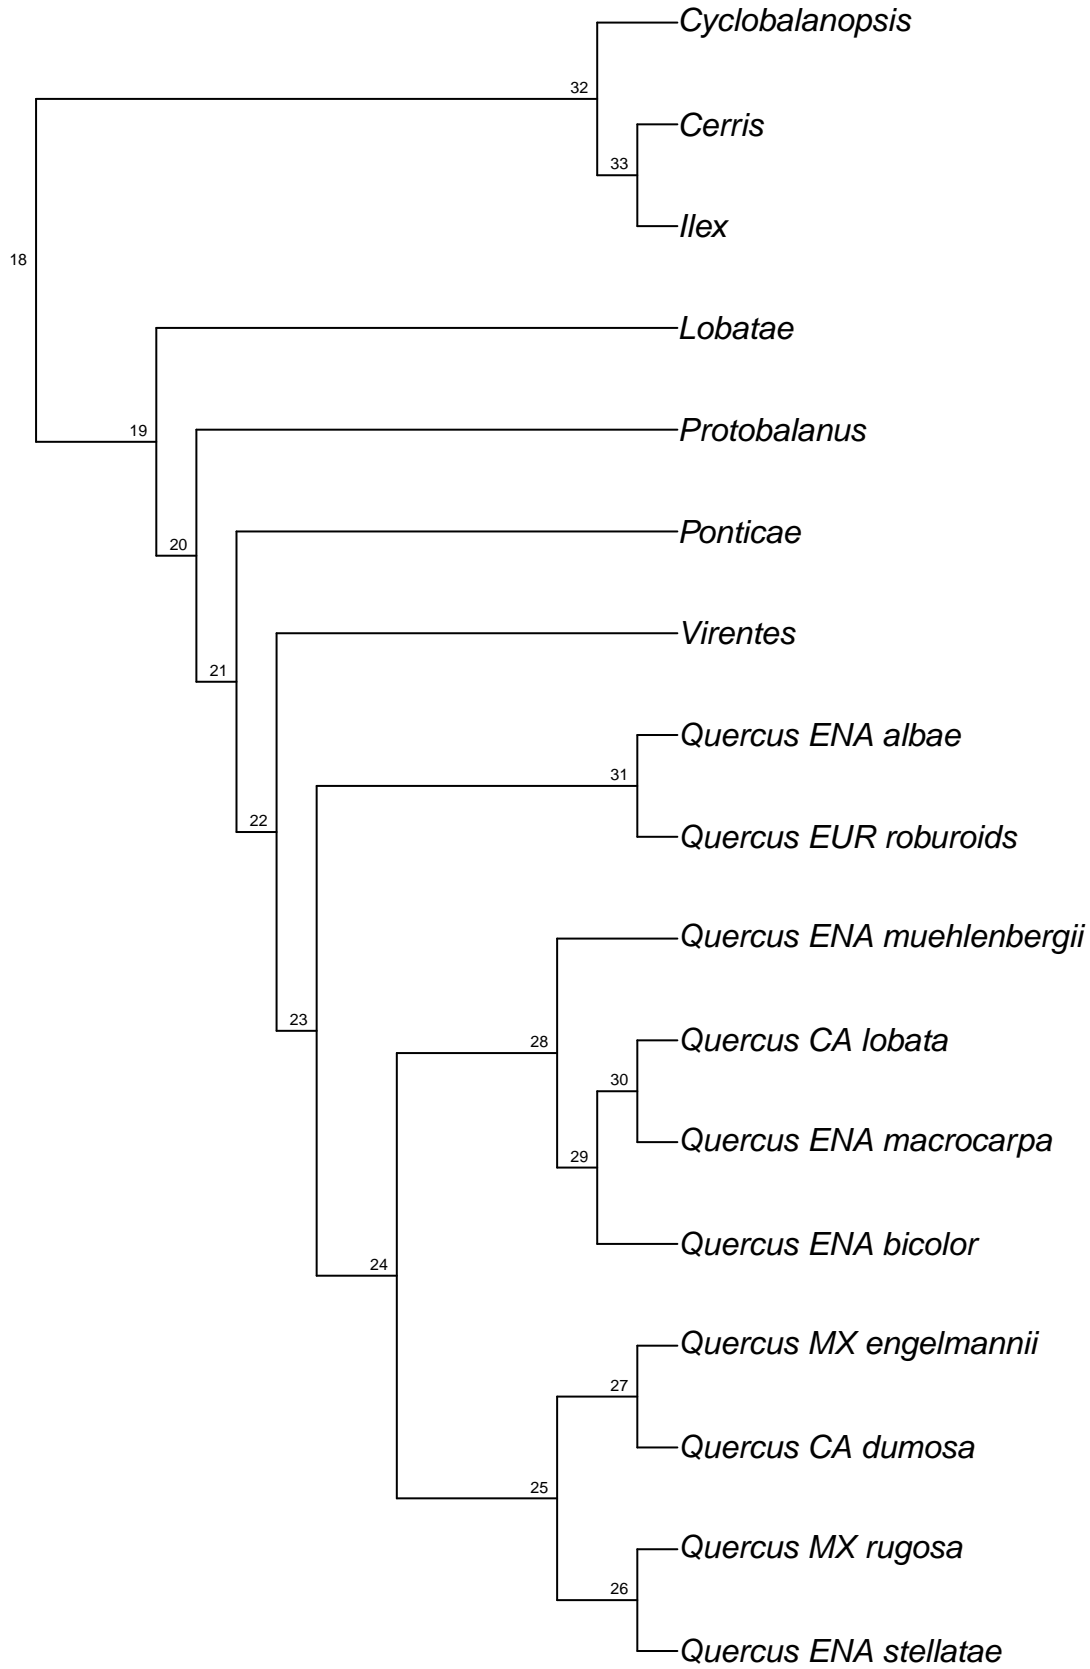 Cyclobalanopsis
32
Cerris
33
Ilex
18
Lobatae
Protobalanus
19
Ponticae
20
Virentes
21
Quercus ENA albae
31
Quercus EUR roburoids
22
Quercus ENA muehlenbergii
23
28
Quercus CA lobata
30
Quercus ENA macrocarpa
29
Quercus ENA bicolor
24
Quercus MX engelmannii
27
Quercus CA dumosa
25
Quercus MX rugosa
26
Quercus ENA stellatae